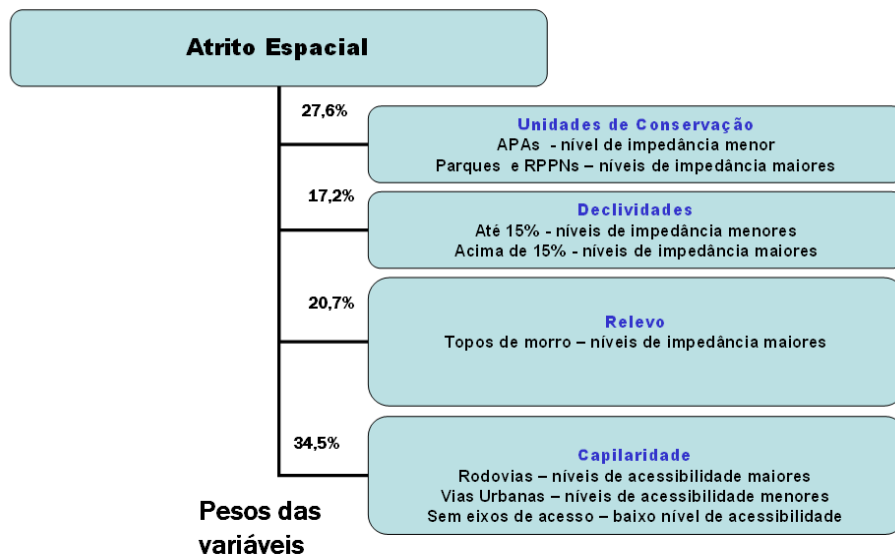 Atrito Espacial
27,6%
Unidades de Conservação
APAs - nível de impedância menor
Parques e RPPNs – níveis de impedância maiores
17,2%
Declividades
Até 15% - níveis de impedância menores
Acima de 15% - níveis de impedância maiores
20,7%
Relevo
Topos de morro – níveis de impedância maiores
34,5%
Capilaridade
Rodovias – níveis de acessibilidade maiores
Vias Urbanas – níveis de acessibilidade menores
Sem eixos de acesso – baixo nível de acessibilidade
Pesos das
variáveis